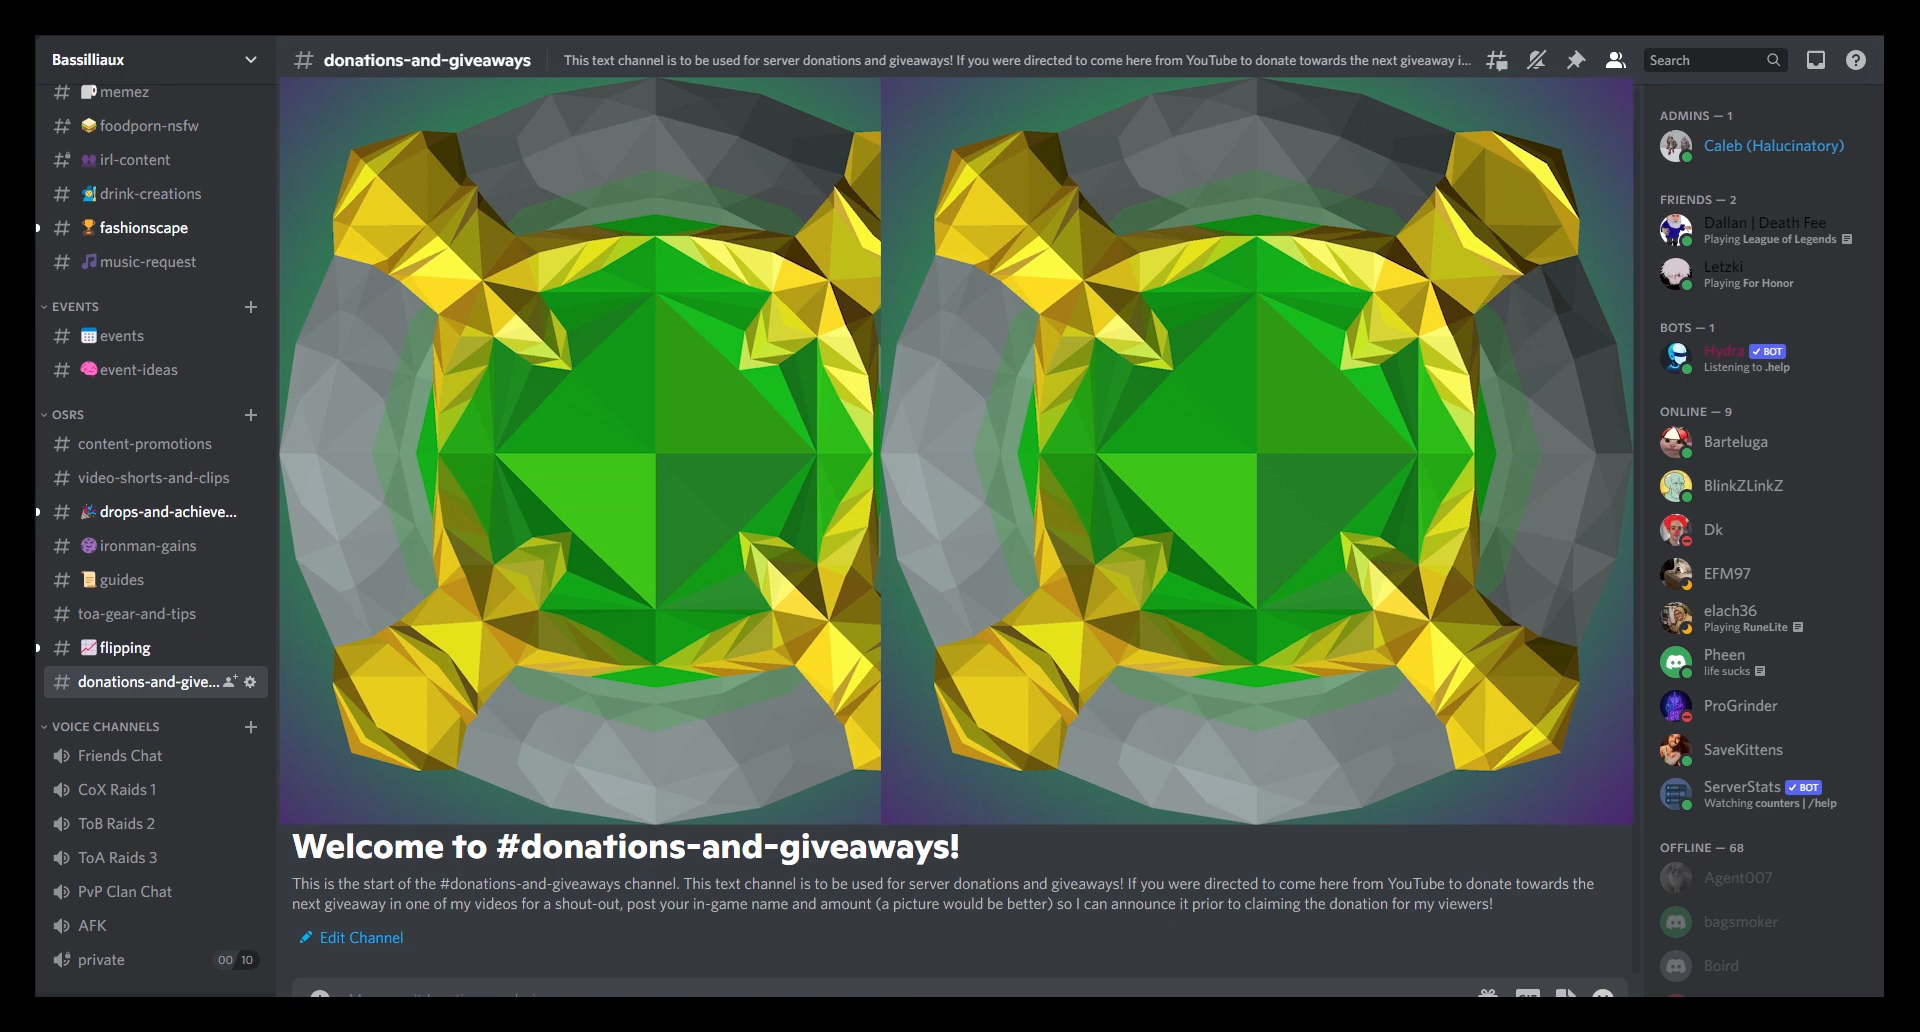 Bassilliaux
memez
foodporn-nsfw
irl-content
drink-creations
fashionscape
music-request
EVENTS
events
event-ideas
OSRS
content-promotions
video-shorts-and-clips
drops-and-achieve...
ironman-gains
guides
toa-gear-and-tips
flipping
donations-and-give...
VOICE CHANNELS
Friends Chat
CoX Raids 1
ToB Raids 2
ToA Raids 3
PvP Clan Chat
AFK
private 00 10
# donations-and-giveaways This text channel is to be used for server donations and giveaways! If you were directed to come here from YouTube to donate towards the next giveaway i... Search
Welcome to #donations-and-giveaways!
This is the start of the #donations-and-giveaways channel. This text channel is to be used for server donations and giveaways! If you were directed to come here from YouTube to donate towards the
next giveaway in one of my videos for a shout-out, post your in-game name and amount (a picture would be better) so I can announce it prior to claiming the donation for my viewers!
Edit Channel
ADMINS — 1
Caleb (Halucinatory)
FRIENDS — 2
Dallan | Death Fee
Playing League of Legends
Letzki
Playing For Honor
BOTS — 1
Hydra BOT
Listening to .help
ONLINE — 9
Barteluga
BlinkZLinkZ
Dk
EFM97
elach36
Playing RuneLite
Pheen
life sucks
ProGrinder
SaveKittens
ServerStats BOT
Watching counters | /help
OFFLINE — 68
Agent007
bagsmoker
Boird